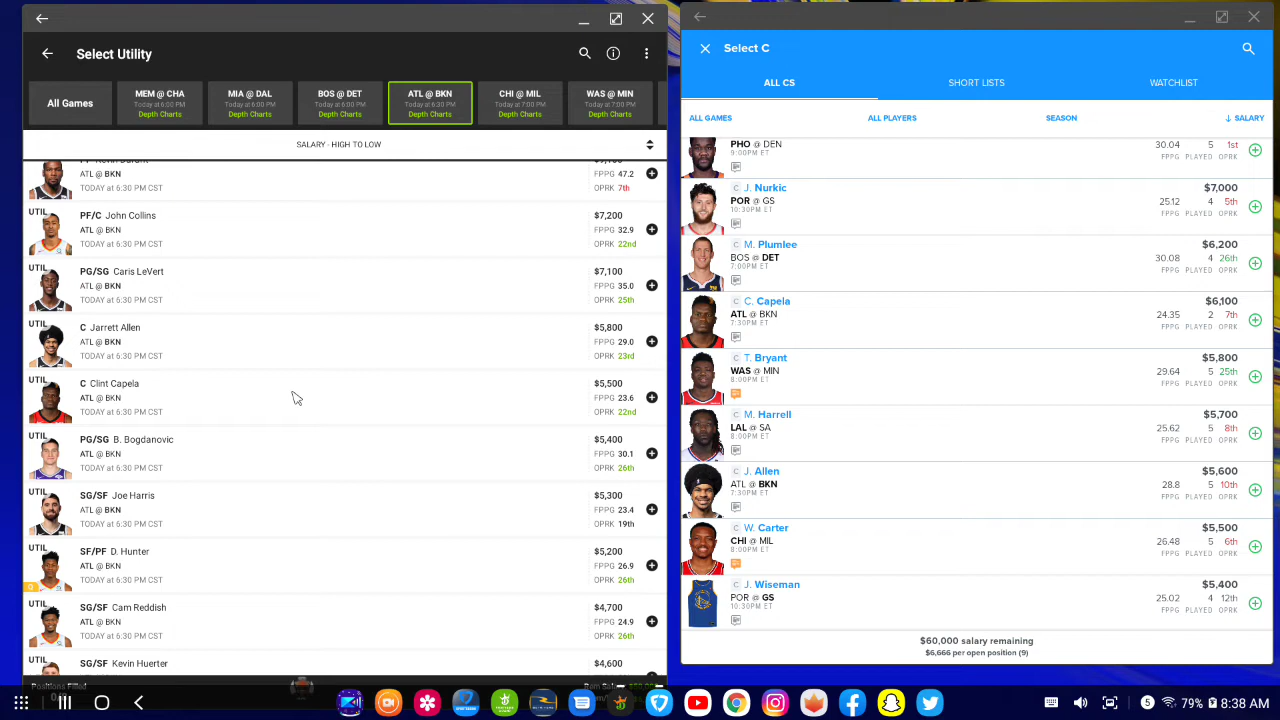 Select Utility
All Games
MEM @ CHA
Today at 6:00 PM
Depth Charts
MIA @ DAL
Today at 6:00 PM
Depth Charts
BOS @ DET
Today at 6:00 PM
Depth Charts
ATL @ BKN
Today at 6:30 PM
Depth Charts
CHI @ MIL
Today at 7:00 PM
Depth Charts
WAS @ MIN
Today at 7:00 PM
Depth Charts
SALARY - HIGH TO LOW
ATL @ BKN FPPG 47.2
TODAY at 6:30 PM CST OPRK 7th
UTIL PF/C John Collins $7,200
ATL @ BKN FPPG 32.9
TODAY at 6:30 PM CST OPRK 22nd
UTIL PG/SG Caris LeVert $7,100
ATL @ BKN FPPG 35.0
TODAY at 6:30 PM CST OPRK 25th
UTIL C Jarrett Allen $5,800
ATL @ BKN FPPG 29.0
TODAY at 6:30 PM CST OPRK 23rd
UTIL C Clint Capela $5,500
ATL @ BKN FPPG 23.6
TODAY at 6:30 PM CST OPRK 22nd
UTIL PG/SG B. Bogdanovic $5,400
ATL @ BKN FPPG 30.1
TODAY at 6:30 PM CST OPRK 26th
UTIL SG/SF Joe Harris $5,300
ATL @ BKN FPPG 23.4
TODAY at 6:30 PM CST OPRK 19th
UTIL SF/PF D. Hunter $5,200
ATL @ BKN FPPG 26.9
Q TODAY at 6:30 PM CST OPRK 26th
UTIL SG/SF Cam Reddish $4,700
ATL @ BKN FPPG 24.9
TODAY at 6:30 PM CST OPRK 26th
UTIL SG/SF Kevin Huerter $4,600
Positions Filled
Select C
ALL CS SHORT LISTS WATCHLIST
ALL GAMES ALL PLAYERS SEASON SALARY
PHO @ DEN 30.04 5 1st
9:00PM ET FPPG PLAYED OPRK
C J. Nurkic $7,000
POR @ GS 25.12 4 5th
10:30PM ET FPPG PLAYED OPRK
C M. Plumlee $6,200
BOS @ DET 30.08 4 26th
7:00PM ET FPPG PLAYED OPRK
C C. Capela $6,100
ATL @ BKN 24.35 2 7th
7:30PM ET FPPG PLAYED OPRK
C T. Bryant $5,800
WAS @ MIN 29.64 5 25th
8:00PM ET FPPG PLAYED OPRK
C M. Harrell $5,700
LAL @ SA 25.62 5 8th
8:00PM ET FPPG PLAYED OPRK
C J. Allen $5,600
ATL @ BKN 28.8 5 10th
7:30PM ET FPPG PLAYED OPRK
C W. Carter $5,500
CHI @ MIL 26.48 5 6th
8:00PM ET FPPG PLAYED OPRK
C J. Wiseman $5,400
POR @ GS 25.02 4 12th
10:30PM ET FPPG PLAYED OPRK
$60,000 salary remaining
$6,666 per open position (9)
5 79% 8:38 AM